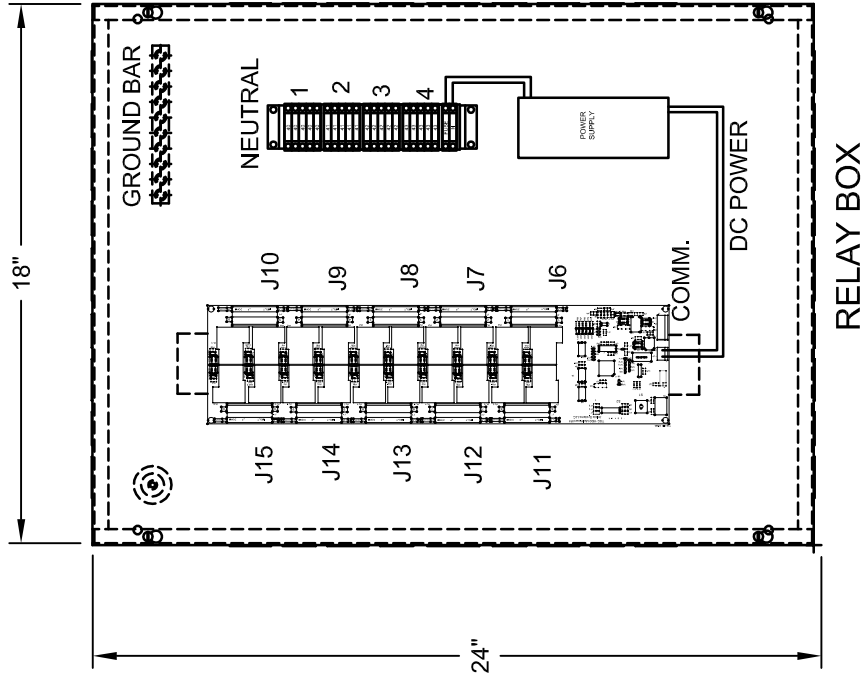 18"
24"
GROUND BAR
NEUTRAL
1
2
3
4
POWER
SUPPLY
DC POWER
COMM.
J10
J9
J8
J7
J6
J15
J14
J13
J12
J11
RELAY BOX